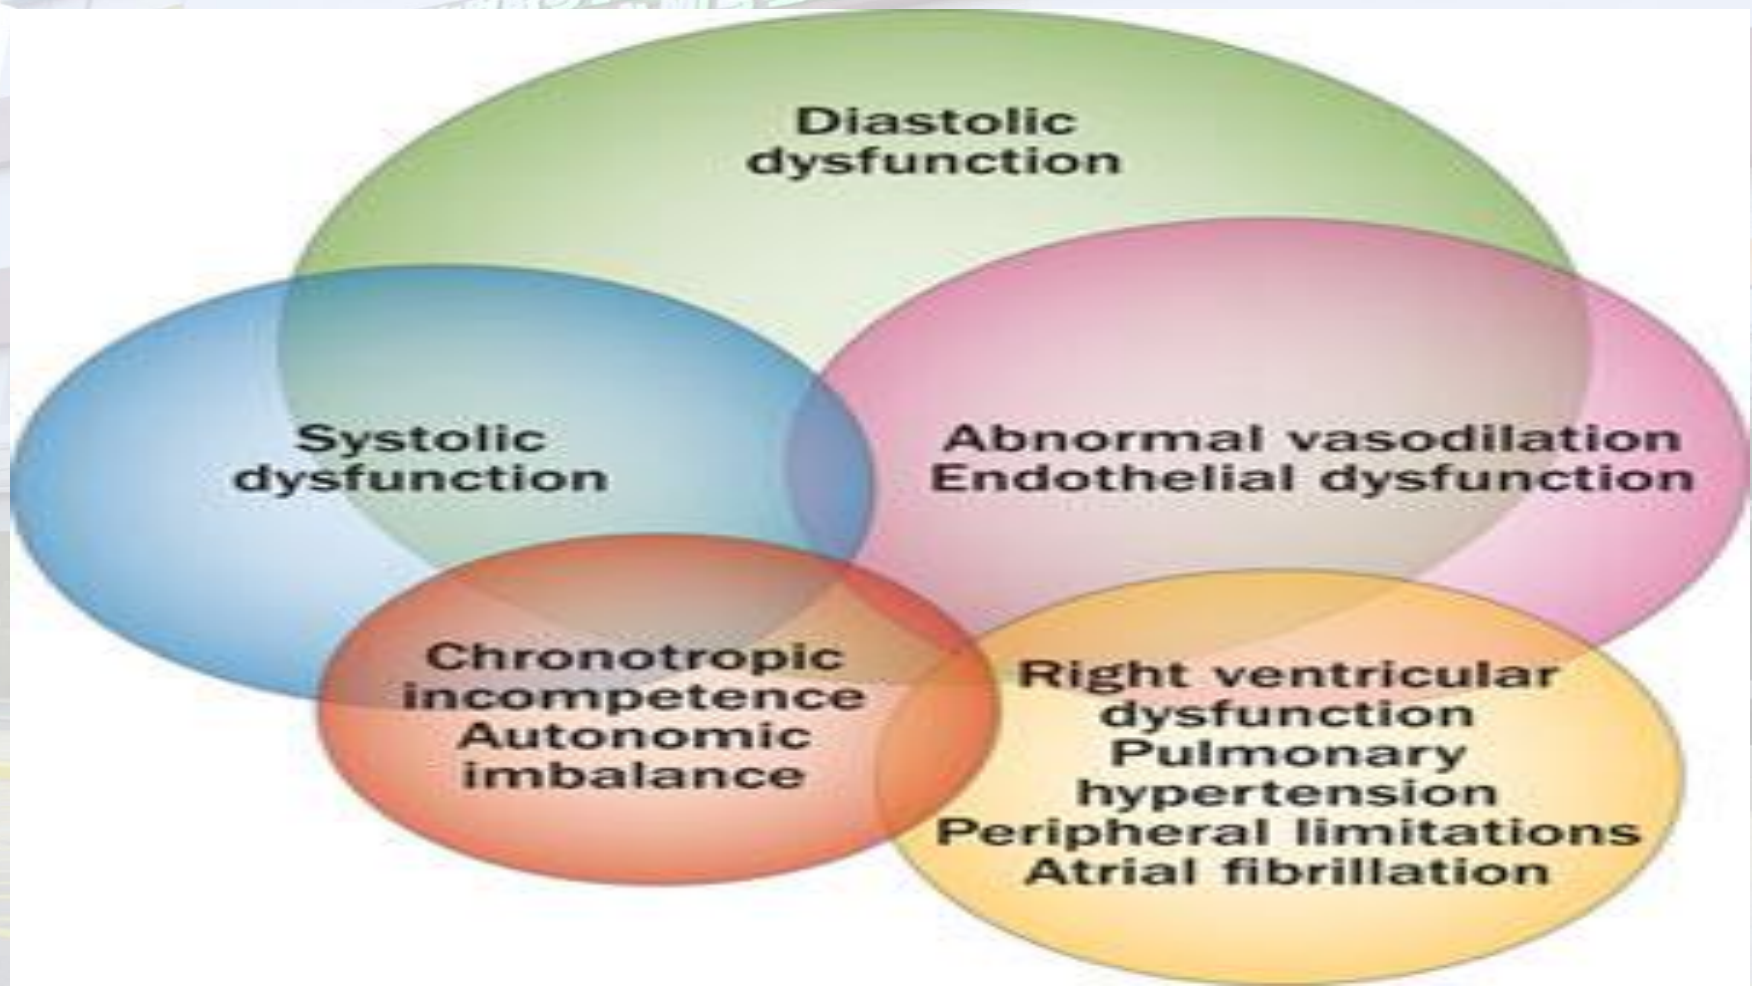 Diastolic
dysfunction
Systolic
dysfunction
Abnormal vasodilation
Endothelial dysfunction
Chronotropic
incompetence
Autonomic
imbalance
Right ventricular
dysfunction
Pulmonary
hypertension
Peripheral limitations
Atrial fibrillation